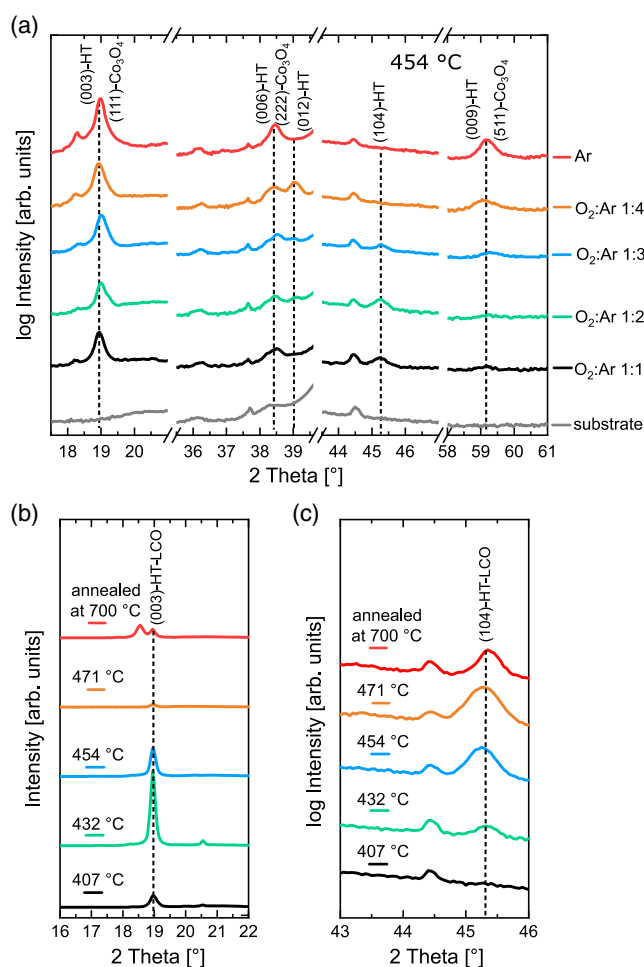 (a)
454 °C
(003)-HT
(111)-Co₃O₄
(006)-HT
(222)-Co₃O₄
(012)-HT
(104)-HT
(009)-HT
(511)-Co₃O₄
log Intensity [arb. units]
Ar
O₂:Ar 1:4
O₂:Ar 1:3
O₂:Ar 1:2
O₂:Ar 1:1
substrate
18 19 20 36 37 38 39 44 45 46 58 59 60 61
2 Theta [°]
(b)
Intensity [arb. units]
(003)-HT-LCO
annealed
at 700 °C
471 °C
454 °C
432 °C
407 °C
16 17 18 19 20 21 22
2 Theta [°]
(c)
log Intensity [arb. units]
(104)-HT-LCO
annealed
at 700 °C
471 °C
454 °C
432 °C
407 °C
43 44 45 46
2 Theta [°]